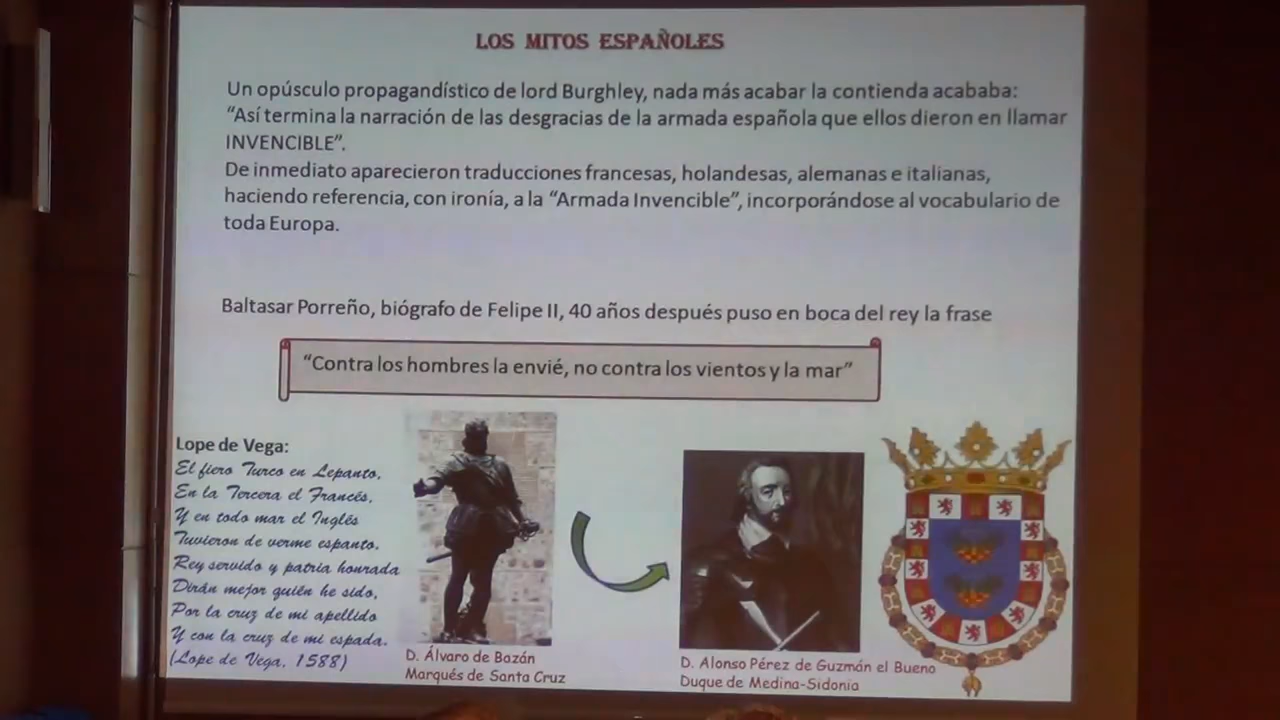 LOS MITOS ESPAÑOLES
Un opúsculo propagandístico de lord Burghley, nada más acabar la contienda acababa:
“Así termina la narración de las desgracias de la armada española que ellos dieron en llamar
INVENCIBLE”.
De inmediato aparecieron traducciones francesas, holandesas, alemanas e italianas,
haciendo referencia, con ironía, a la “Armada Invencible”, incorporándose al vocabulario de
toda Europa.
Baltasar Porreño, biógrafo de Felipe II, 40 años después puso en boca del rey la frase
“Contra los hombres la envié, no contra los vientos y la mar”
Lope de Vega:
El fiero Turco en Lepanto,
En la Tercera el Francés,
Y en todo mar el Inglés
Tuvieron de verme espanto.
Rey servido y patria honrada
Dirán mejor quién he sido,
Por la cruz de mi apellido
Y con la cruz de mi espada.
(Lope de Vega, 1588)
D. Álvaro de Bazán
Marqués de Santa Cruz
D. Alonso Pérez de Guzmán el Bueno
Duque de Medina-Sidonia